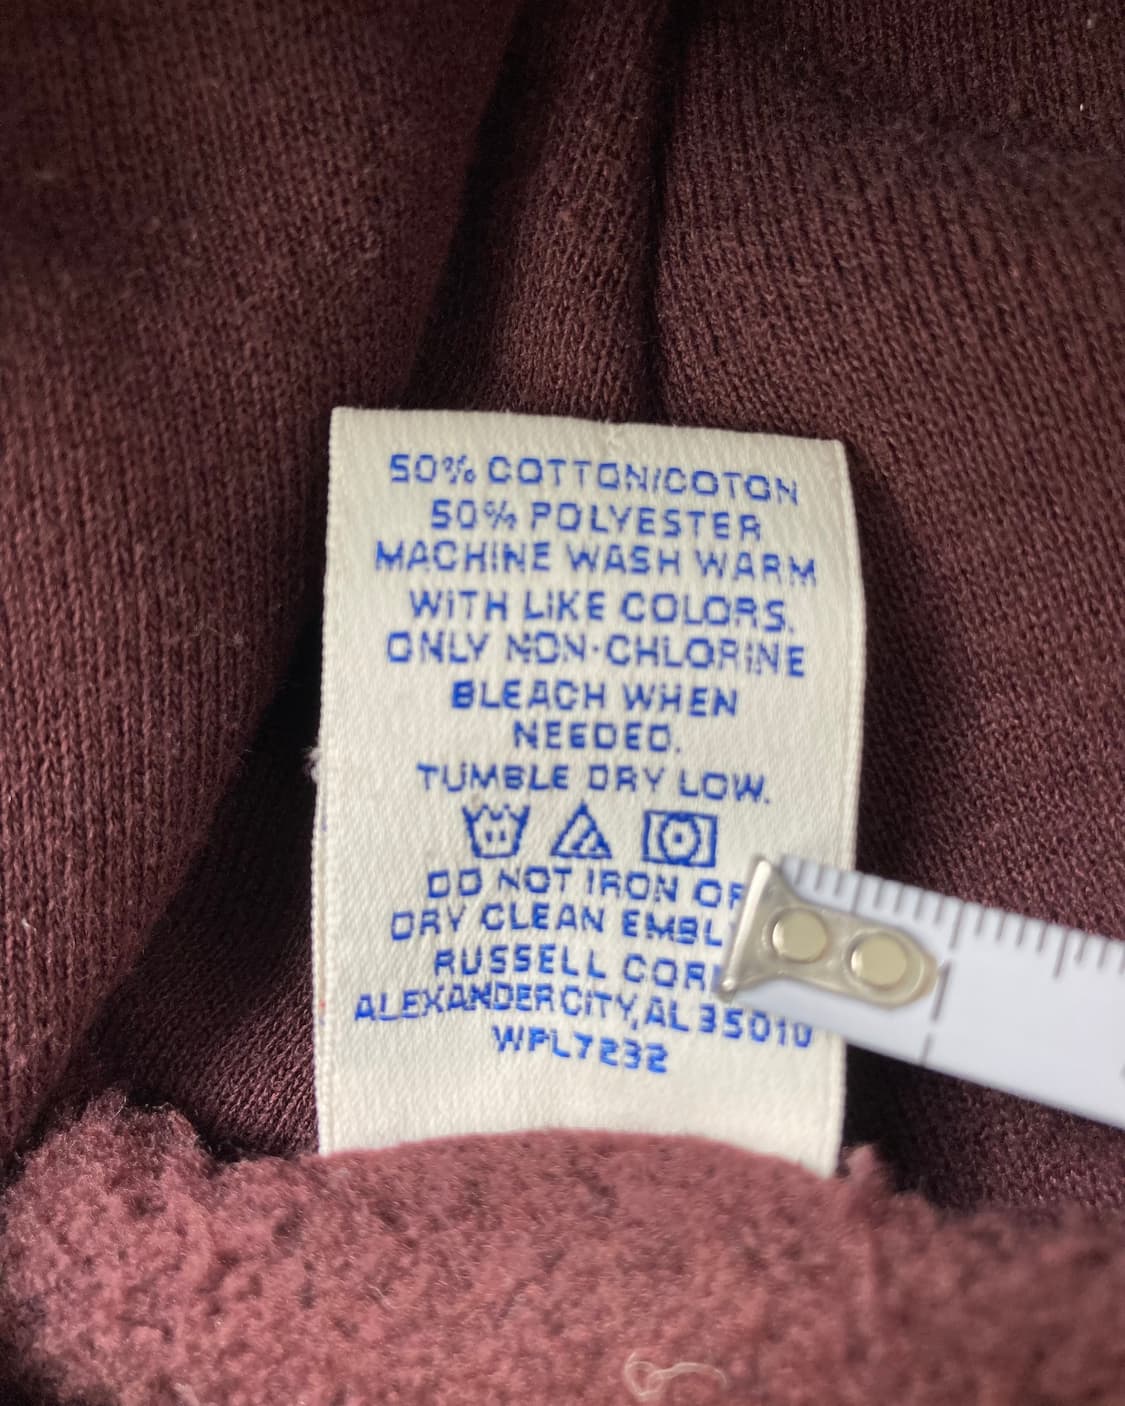 50% COTTON/COTON
50% POLYESTER
MACHINE WASH WARM
WITH LIKE COLORS.
ONLY NON-CHLORINE
BLEACH WHEN
NEEDED.
TUMBLE DRY LOW.
DO NOT IRON OR
DRY CLEAN
RUSSELL
ALEXANDER CITY, AL 35010
WPL7232